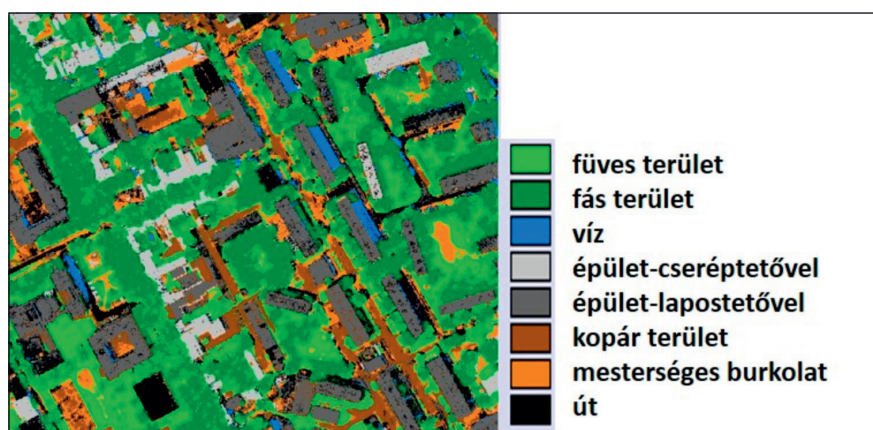 füves terület
fás terület
víz
épület-cseréptetővel
épület-lapostetővel
kopár terület
mesterséges burkolat
út